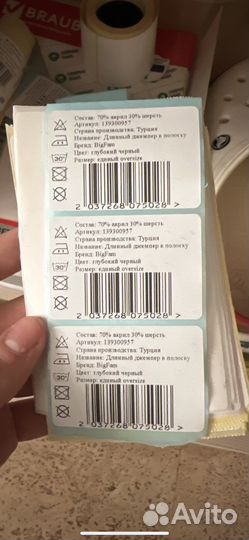 BRAUB
Состав: 70% акрил 30% шерсть
Артикул: 139300957
Страна производства: Турция
Название: Длинный джемпер в полоску
Бренд: BigFam
Цвет: глубокий черный
Размер: единый oversize
30°
2 037268 075028 >
Состав: 70% акрил 30% шерсть
Артикул: 139300957
Страна производства: Турция
Название: Длинный джемпер в полоску
Бренд: BigFam
Цвет: глубокий черный
Размер: единый oversize
30°
2 037268 075028 >
Состав: 70% акрил 30% шерсть
Артикул: 139300957
Страна производства: Турция
Название: Длинный джемпер в полоску
Бренд: BigFam
Цвет: глубокий черный
Размер: единый oversize
30°
2 037268 075028 >
Avito